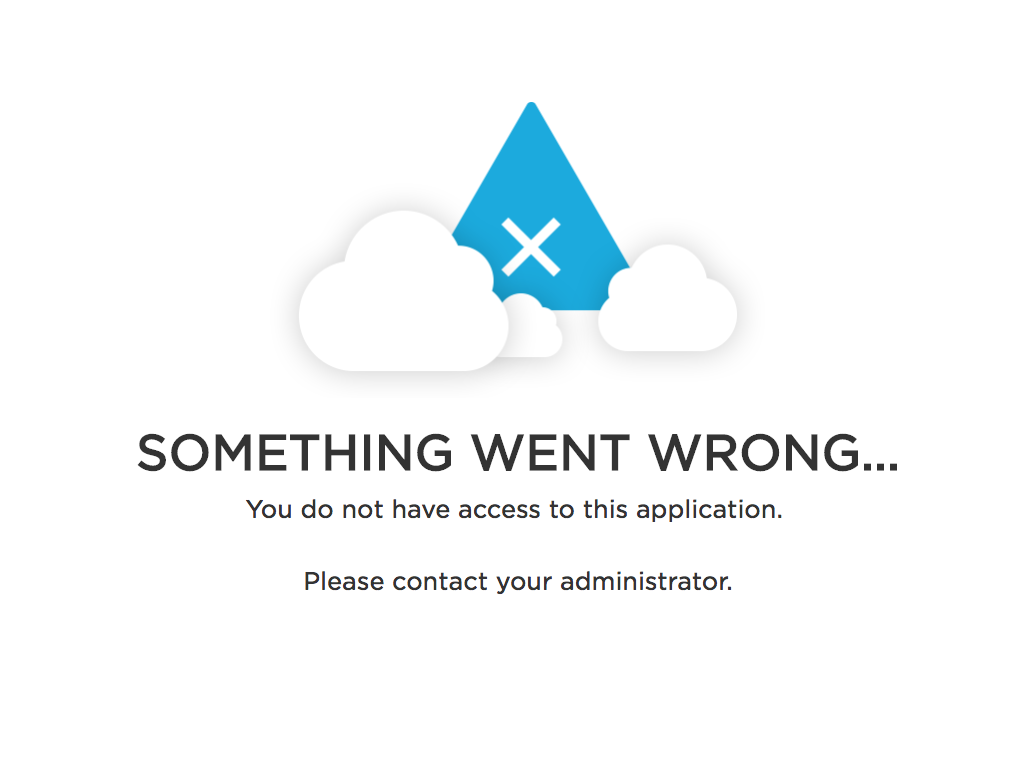 SOMETHING WENT WRONG...
You do not have access to this application.
Please contact your administrator.